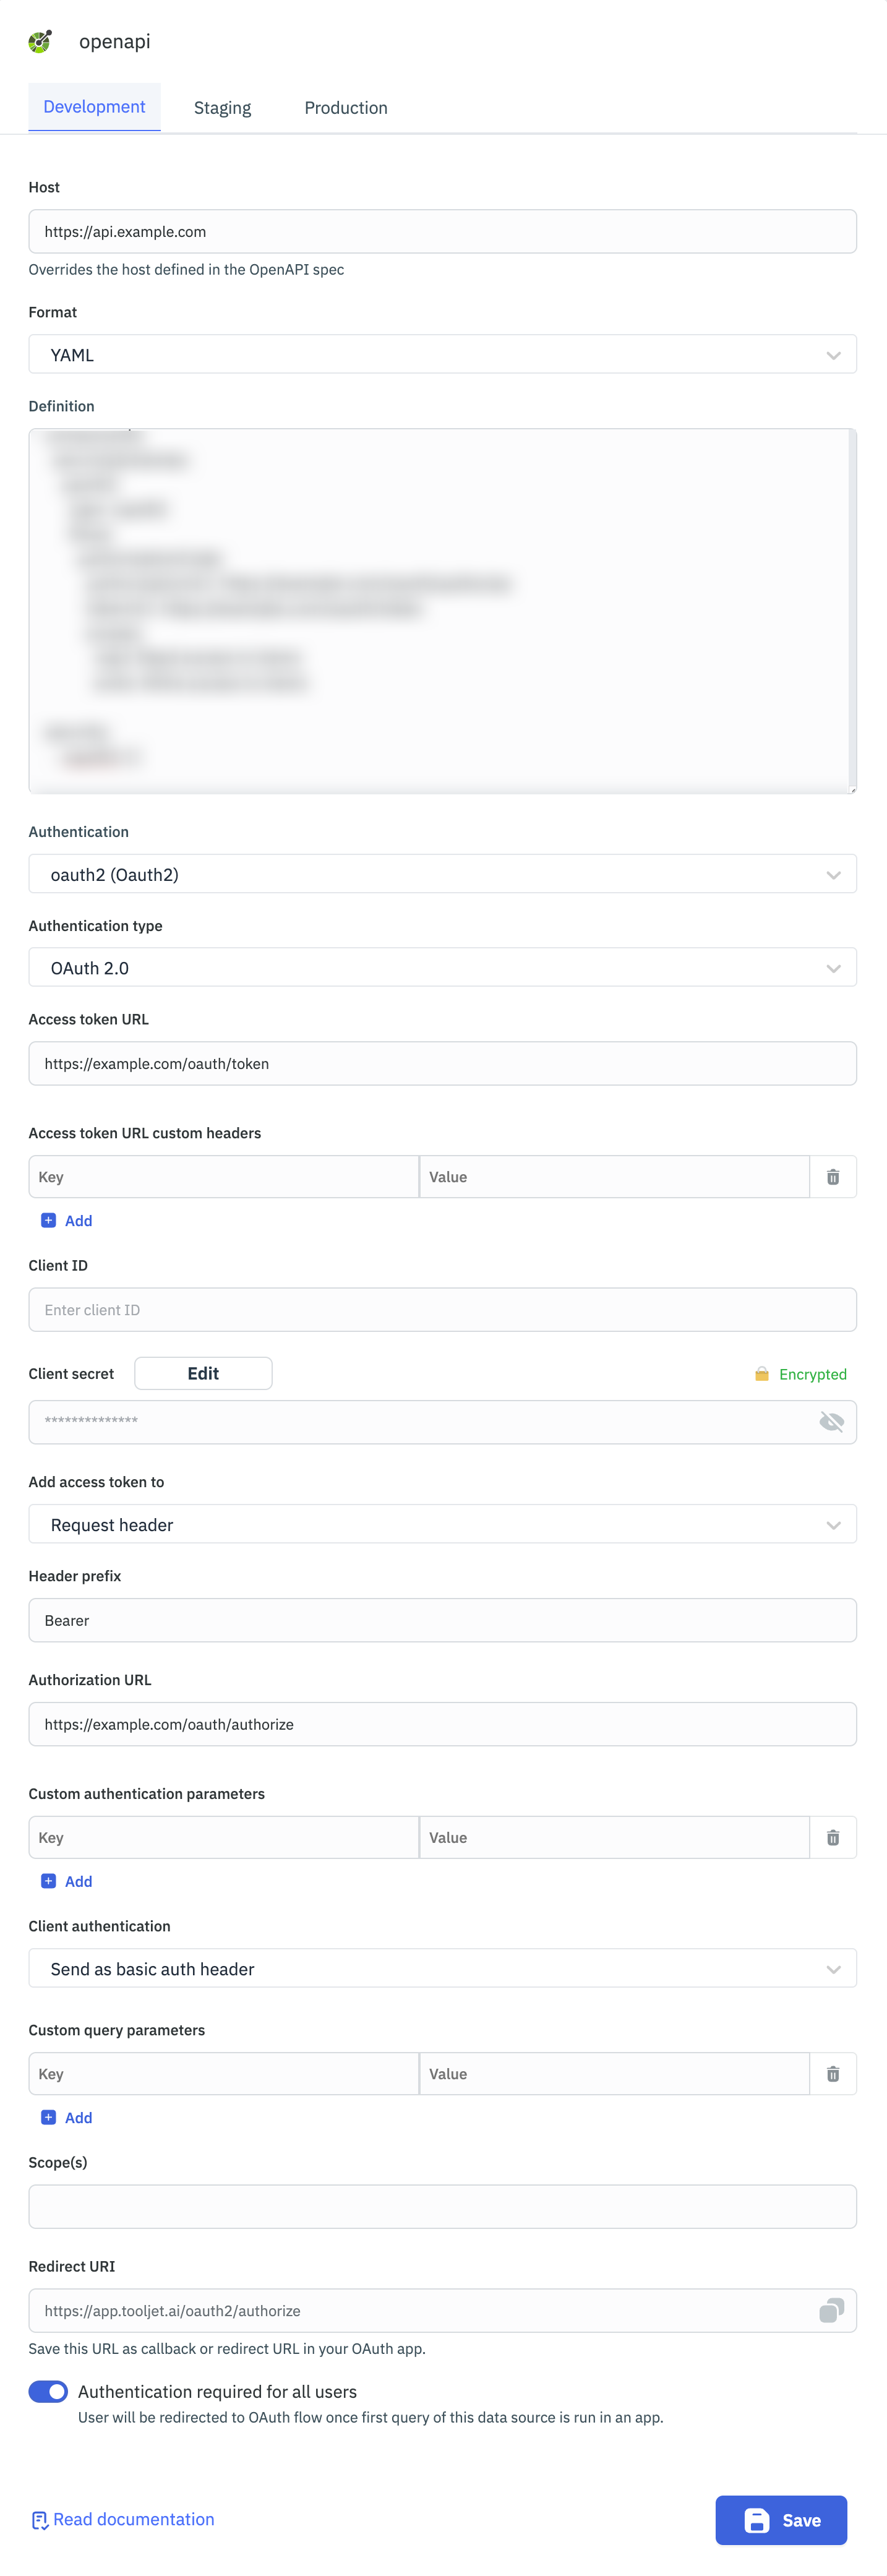 openapi
Development Staging Production
Host
https://api.example.com
Overrides the host defined in the OpenAPI spec
Format
YAML
Definition
Authentication
oauth2 (Oauth2)
Authentication type
OAuth 2.0
Access token URL
https://example.com/oauth/token
Access token URL custom headers
Key Value
Add
Client ID
Enter client ID
Client secret Edit Encrypted
**************
Add access token to
Request header
Header prefix
Bearer
Authorization URL
https://example.com/oauth/authorize
Custom authentication parameters
Key Value
Add
Client authentication
Send as basic auth header
Custom query parameters
Key Value
Add
Scope(s)
Redirect URI
https://app.tooljet.ai/oauth2/authorize
Save this URL as callback or redirect URL in your OAuth app.
Authentication required for all users
User will be redirected to OAuth flow once first query of this data source is run in an app.
Read documentation Save